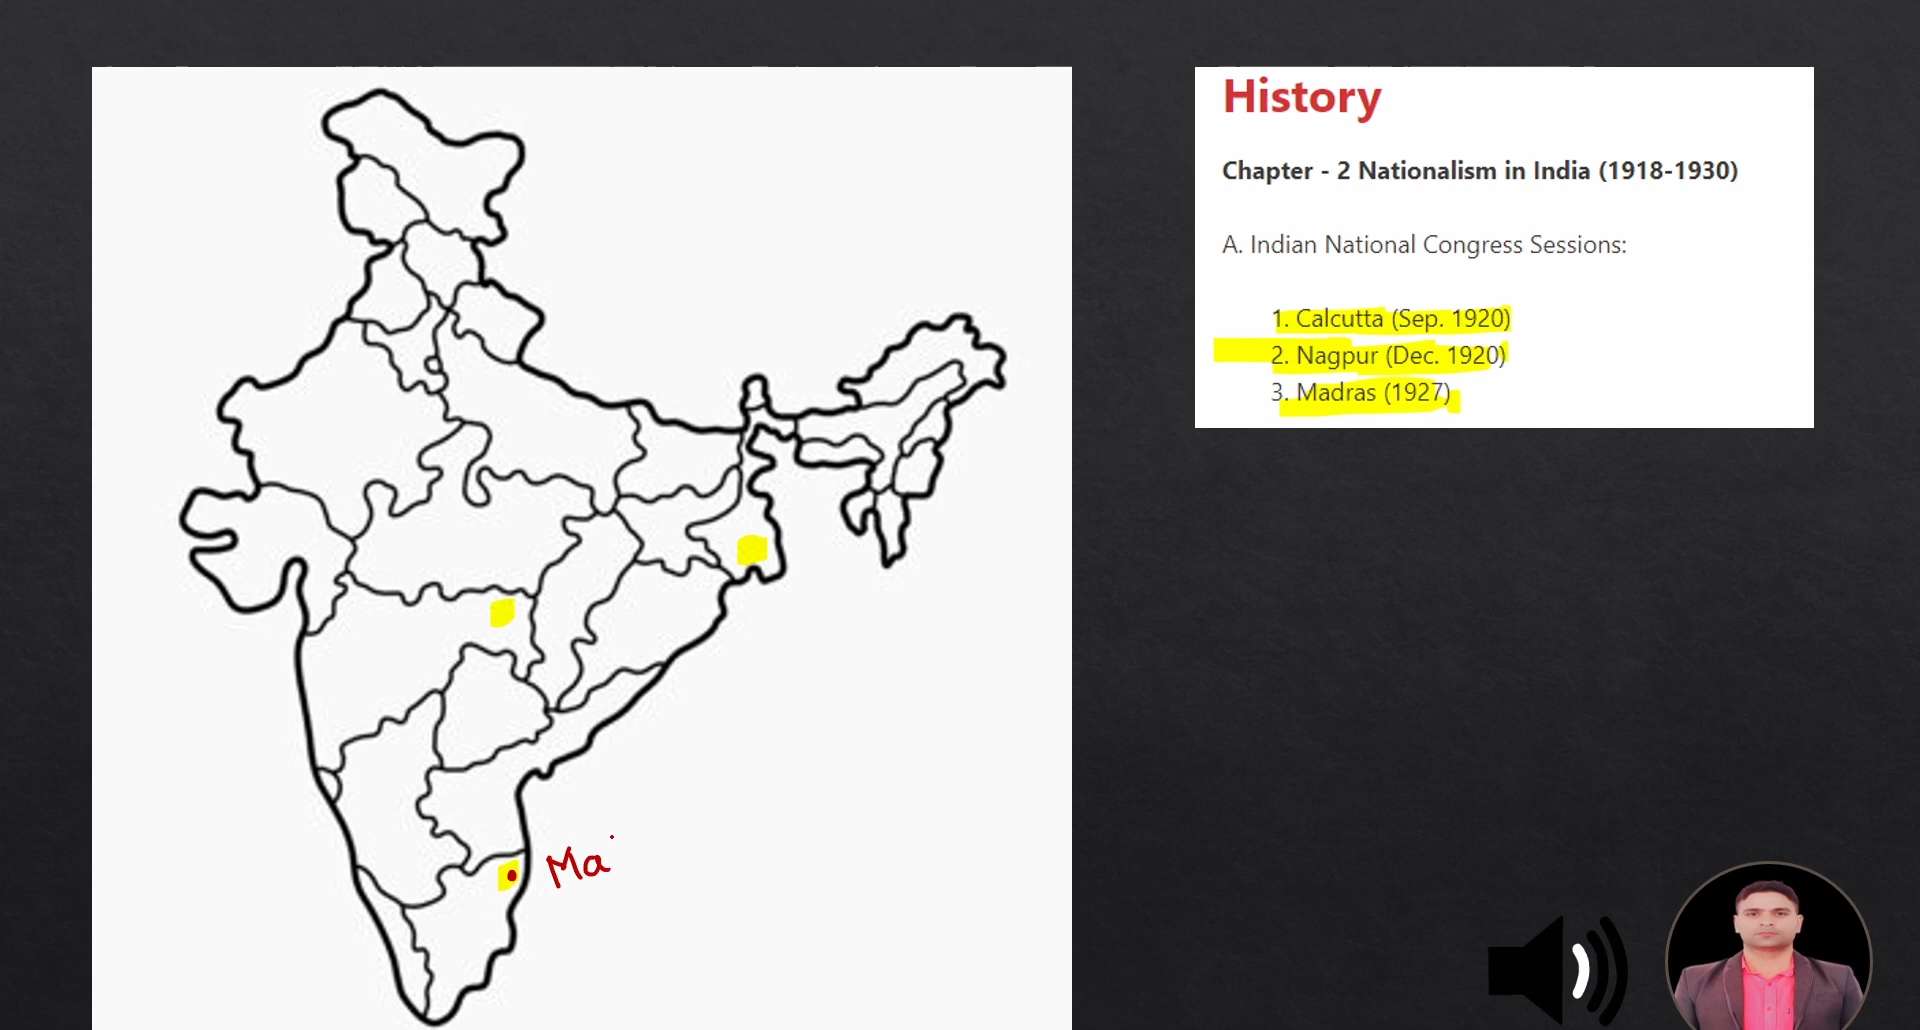 History
Chapter - 2 Nationalism in India (1918-1930)
A. Indian National Congress Sessions:
1. Calcutta (Sep. 1920)
2. Nagpur (Dec. 1920)
3. Madras (1927)
Ma